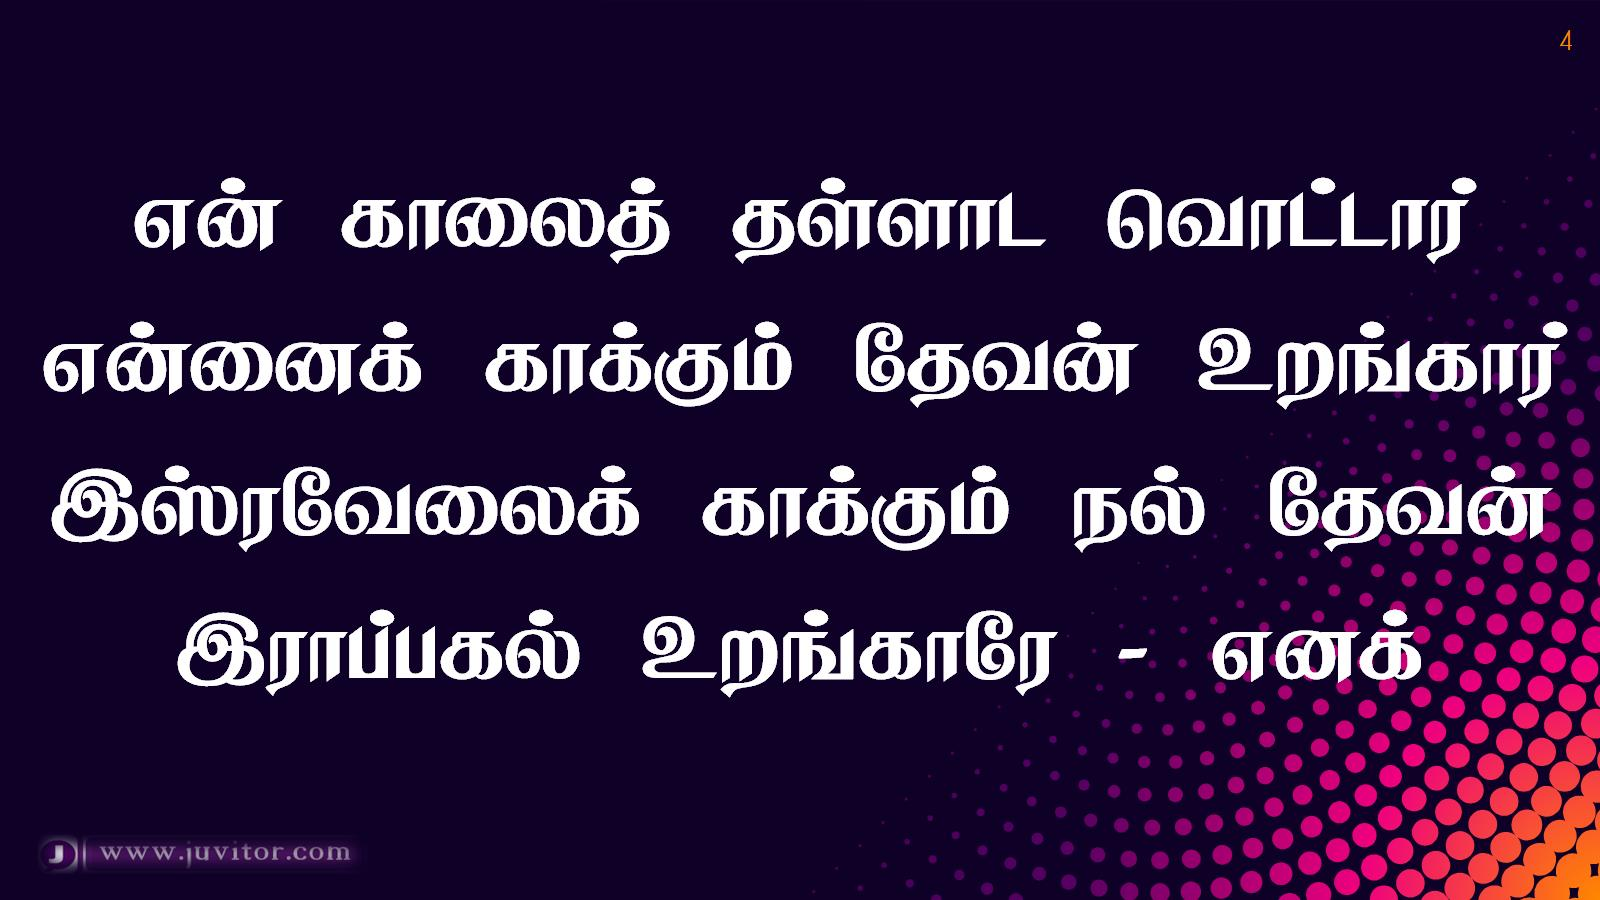 4
என் காலைத் தள்ளாட வொட்டார்
என்னைக் காக்கும் தேவன் உறங்கார்
இஸ்ரவேலைக் காக்கும் நல் தேவன்
இராப்பகல் உறங்காரே - எனக்
www.juvitor.com